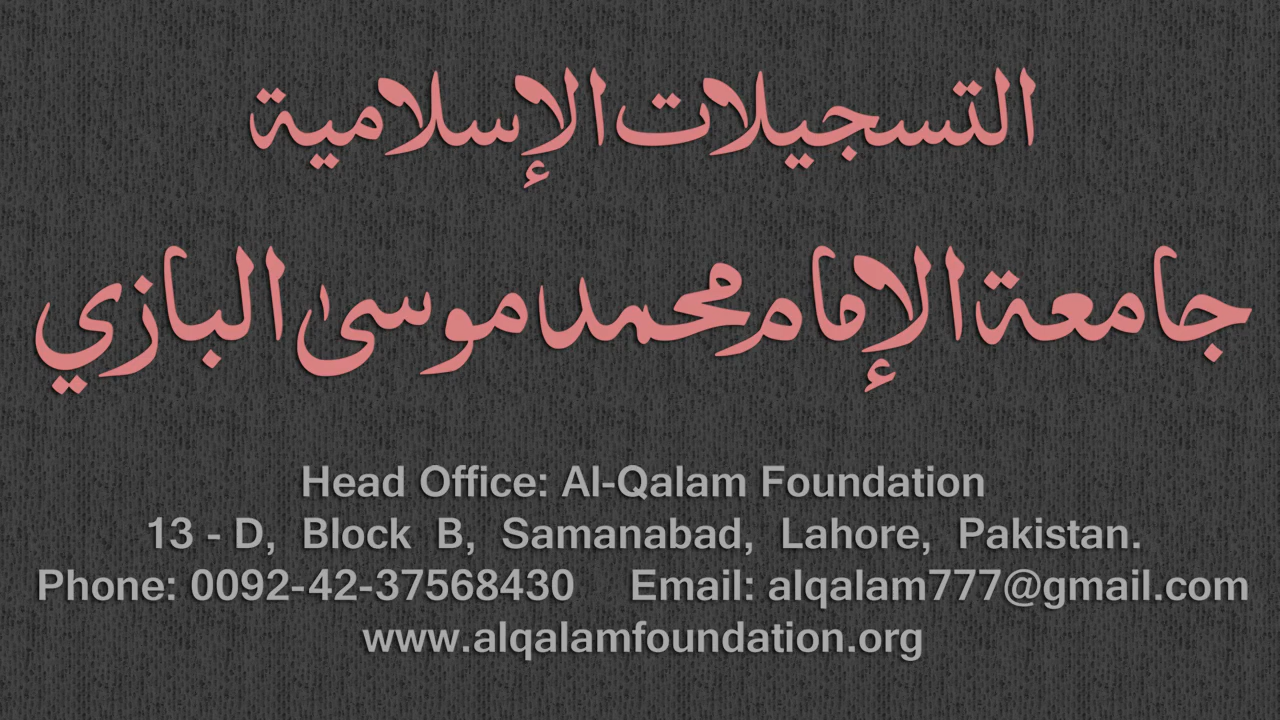 التسجيلات الإسلامية
جامعة الإمام محمد موسىٰ البازي
Head Office: Al-Qalam Foundation
13 - D, Block B, Samanabad, Lahore, Pakistan.
Phone: 0092-42-37568430 Email: alqalam777@gmail.com
www.alqalamfoundation.org